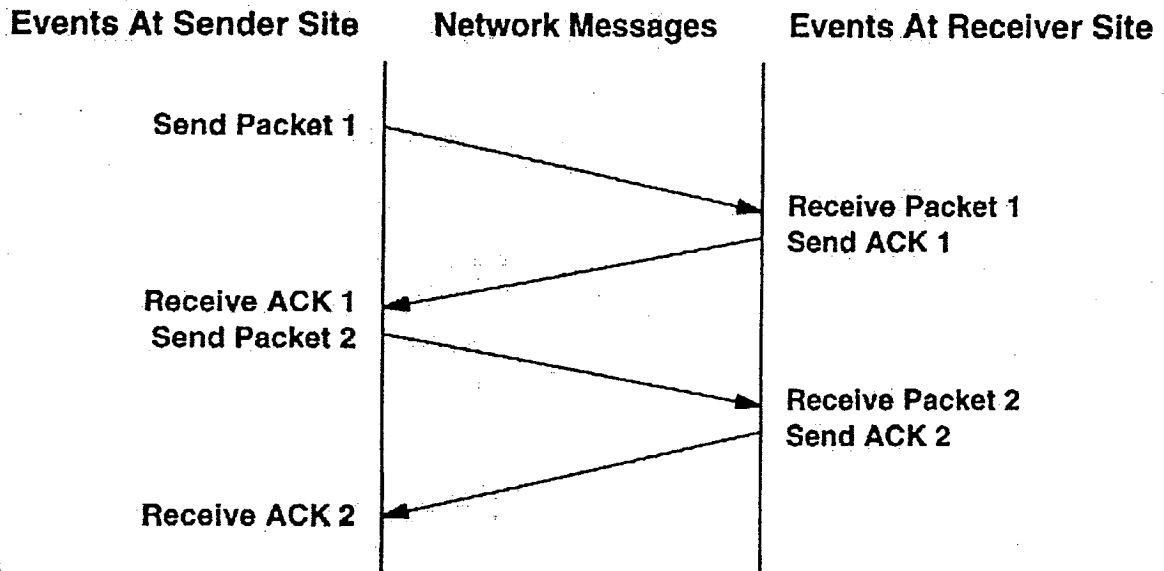 Events At Sender Site
Network Messages
Events At Receiver Site
Send Packet 1
Receive Packet 1
Send ACK 1
Receive ACK 1
Send Packet 2
Receive Packet 2
Send ACK 2
Receive ACK 2